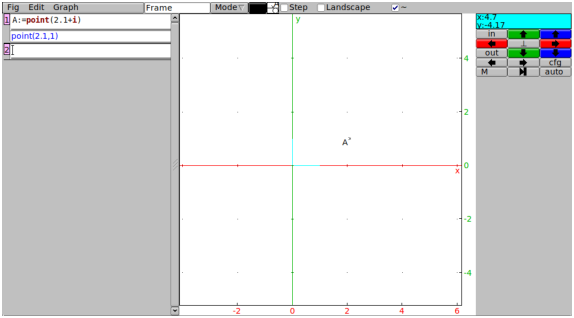 Fig Edit Graph Frame Mode Step Landscape ~
1 A:=point(2.1+i)
point(2.1,1)
2
x:4.7
y:-4.17
in
out
cfg
M auto
y
4
2
A
0
x
-2
-4
-2 0 2 4 6